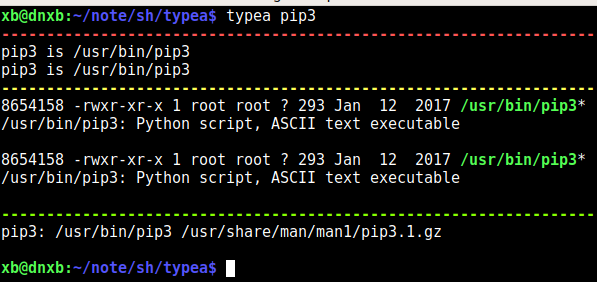 xb@dnxb:~/note/sh/typea$ typea pip3
--------------------------------------------------------------------
pip3 is /usr/bin/pip3
pip3 is /usr/bin/pip3
--------------------------------------------------------------------
8654158 -rwxr-xr-x 1 root root ? 293 Jan  12  2017 /usr/bin/pip3*
/usr/bin/pip3: Python script, ASCII text executable
8654158 -rwxr-xr-x 1 root root ? 293 Jan  12  2017 /usr/bin/pip3*
/usr/bin/pip3: Python script, ASCII text executable
--------------------------------------------------------------------
pip3: /usr/bin/pip3 /usr/share/man/man1/pip3.1.gz
xb@dnxb:~/note/sh/typea$